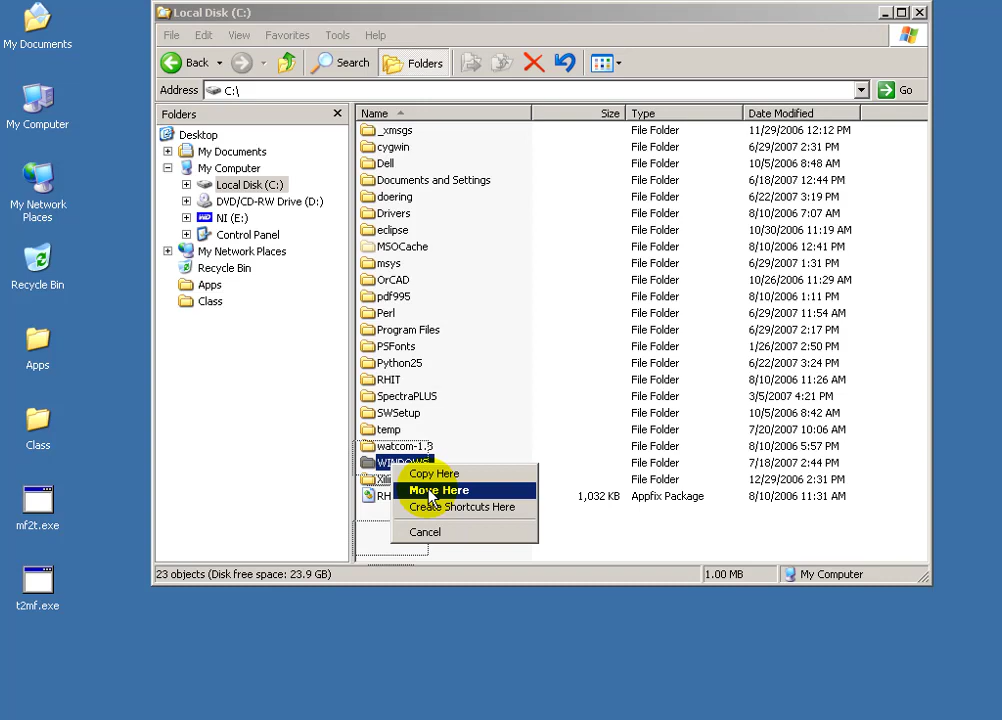 My Documents
My Computer
My Network
Places
Recycle Bin
Apps
Class
mf2t.exe
t2mf.exe
Local Disk (C:)
File Edit View Favorites Tools Help
Back Search Folders
Address C:\ Go
Folders
Desktop
My Documents
My Computer
Local Disk (C:)
DVD/CD-RW Drive (D:)
NI (E:)
Control Panel
My Network Places
Recycle Bin
Apps
Class
Name Size Type Date Modified
_xmsgs File Folder 11/29/2006 12:12 PM
cygwin File Folder 6/29/2007 2:31 PM
Dell File Folder 10/5/2006 8:48 AM
Documents and Settings File Folder 6/18/2007 12:44 PM
doering File Folder 6/22/2007 3:19 PM
Drivers File Folder 8/10/2006 7:07 AM
eclipse File Folder 10/30/2006 11:19 AM
MSOCache File Folder 8/10/2006 12:41 PM
msys File Folder 6/29/2007 1:31 PM
OrCAD File Folder 10/26/2006 11:29 AM
pdf995 File Folder 8/10/2006 1:11 PM
Perl File Folder 6/29/2007 11:54 AM
Program Files File Folder 6/29/2007 2:17 PM
PSFonts File Folder 1/26/2007 2:50 PM
Python25 File Folder 6/22/2007 3:24 PM
RHIT File Folder 8/10/2006 11:26 AM
SpectraPLUS File Folder 3/5/2007 4:21 PM
SWSetup File Folder 10/5/2006 8:42 AM
temp File Folder 7/20/2007 10:06 AM
watcom-1.3 File Folder 8/10/2006 5:57 PM
WINDOWS File Folder 7/18/2007 2:44 PM
File Folder 12/29/2006 1:21 PM
RH 1,032 KB Appfix Package 8/10/2006 11:31 AM
Copy Here
Move Here
Create Shortcuts Here
Cancel
23 objects (Disk free space: 23.9 GB) 1.00 MB My Computer